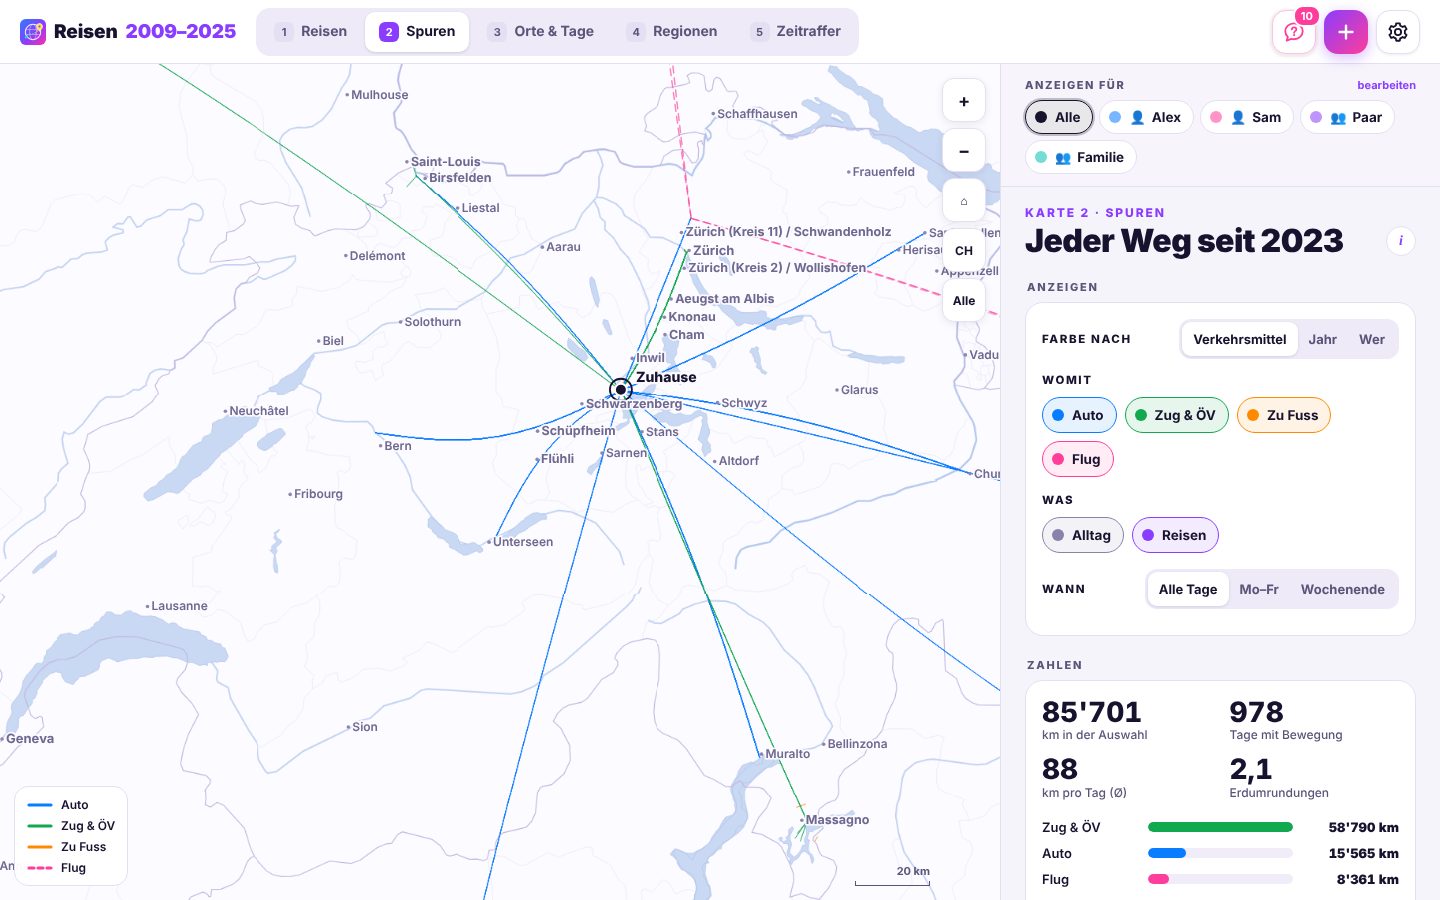 Reisen 2009–2025
1 Reisen
2 Spuren
3 Orte & Tage
4 Regionen
5 Zeitraffer
10
+
Mulhouse
Schaffhausen
Saint-Louis
Birsfelden
Frauenfeld
Liestal
Zürich (Kreis 11) / Schwandenholz
Aarau
Zürich
Herisau
Delémont
Zürich (Kreis 2) / Wollishofen
Appenzell
Aeugst am Albis
Knonau
Solothurn
Cham
Biel
Inwil
Zuhause
Glarus
Schwarzenberg
Schwyz
Neuchâtel
Schüpfheim
Stans
Bern
Sarnen
Flühli
Altdorf
Fribourg
Unterseen
Lausanne
Sion
Geneva
Bellinzona
Muralto
Massagno
+
−
CH
Alle
Auto
Zug & ÖV
Zu Fuss
Flug
20 km
ANZEIGEN FÜR
bearbeiten
Alle
Alex
Sam
Paar
Familie
KARTE 2 · SPUREN
Jeder Weg seit 2023
i
ANZEIGEN
FARBE NACH
Verkehrsmittel Jahr Wer
WOMIT
Auto
Zug & ÖV
Zu Fuss
Flug
WAS
Alltag
Reisen
WANN
Alle Tage Mo–Fr Wochenende
ZAHLEN
85'701
km in der Auswahl
978
Tage mit Bewegung
88
km pro Tag (Ø)
2,1
Erdumrundungen
Zug & ÖV 58'790 km
Auto 15'565 km
Flug 8'361 km